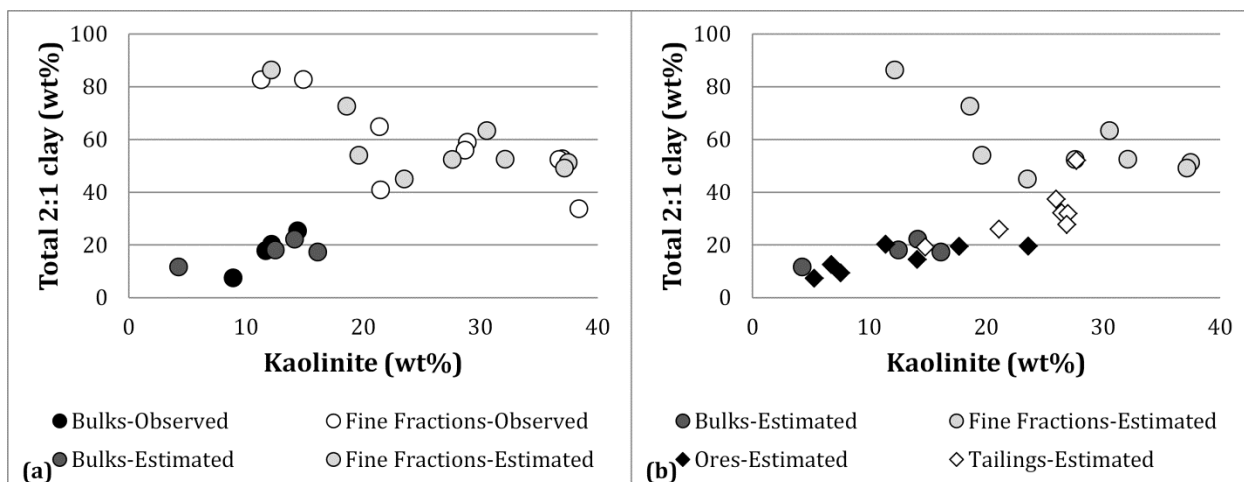 100
80
60
40
20
0
Total 2:1 clay (wt%)
0 10 20 30 40
Kaolinite (wt%)
●Bulks-Observed ○Fine Fractions-Observed
●Bulks-Estimated ○Fine Fractions-Estimated
(a)
100
80
60
40
20
0
Total 2:1 clay (wt%)
0 10 20 30 40
Kaolinite (wt%)
●Bulks-Estimated ○Fine Fractions-Estimated
◆Ores-Estimated ◇Tailings-Estimated
(b)